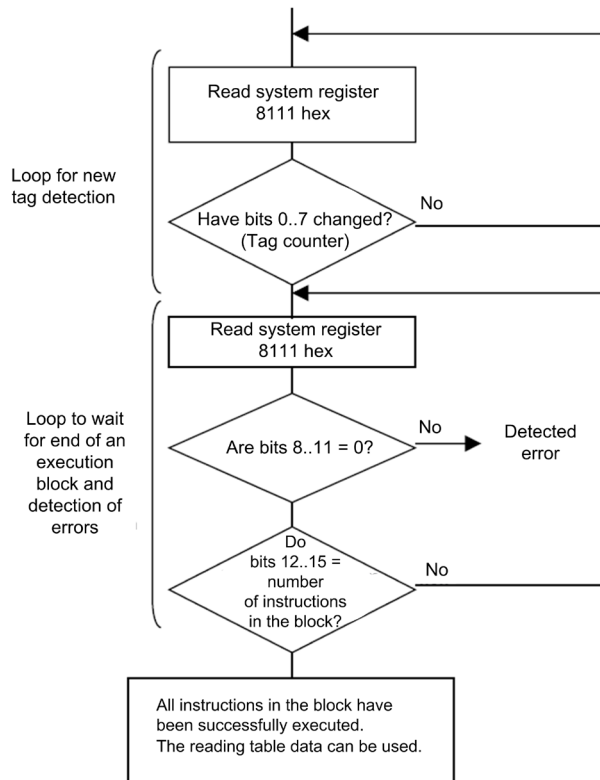 Read system register
8111 hex
Loop for new
tag detection
No
Have bits 0..7 changed?
(Tag counter)
Read system register
8111 hex
Loop to wait
for end of an
execution
block and
detection of
errors
No
Are bits 8..11 = 0?
Detected
error
Do
bits 12..15 =
number
of instructions
in the block?
No
All instructions in the block have
been successfully executed.
The reading table data can be used.